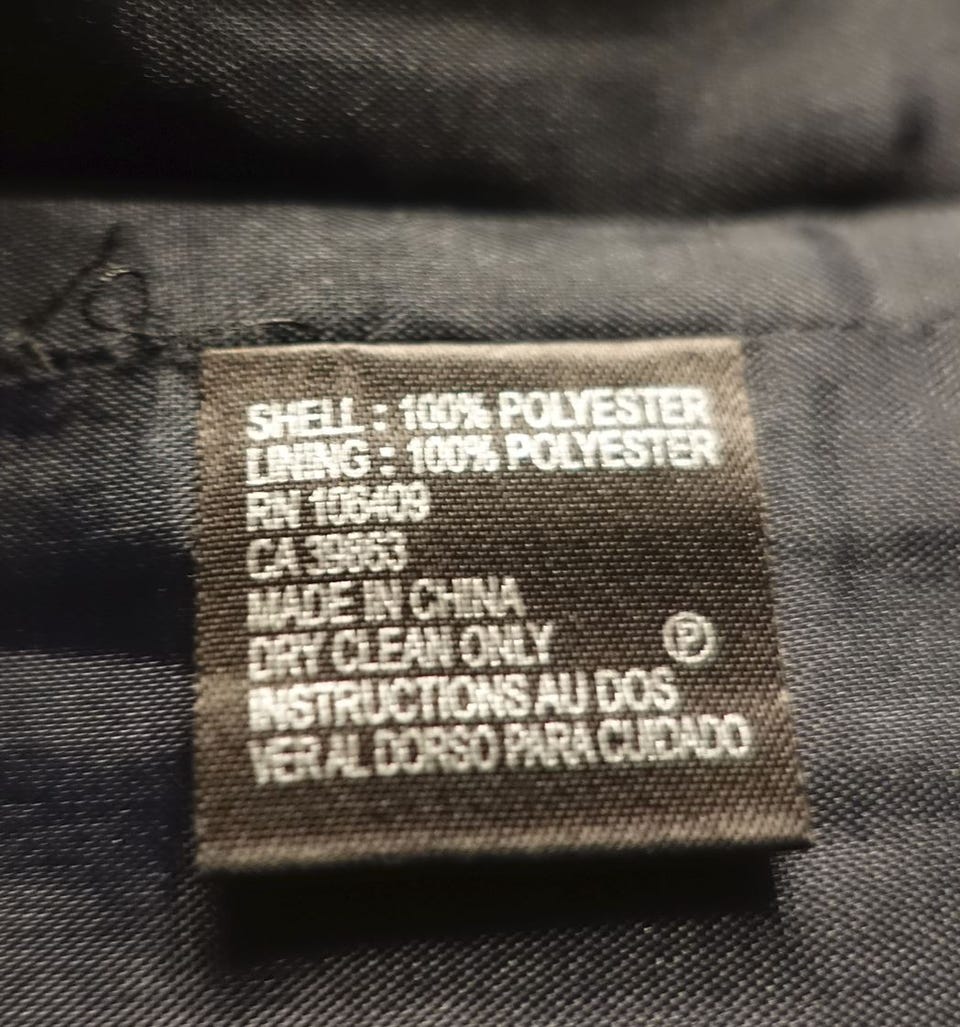 SHELL : 100% POLYESTER
LINING : 100% POLYESTER
RN 106409
CA
MADE IN CHINA
DRY CLEAN ONLY Ⓟ
INSTRUCTIONS AU DOS
VER AL DORSO PARA CUIDADO